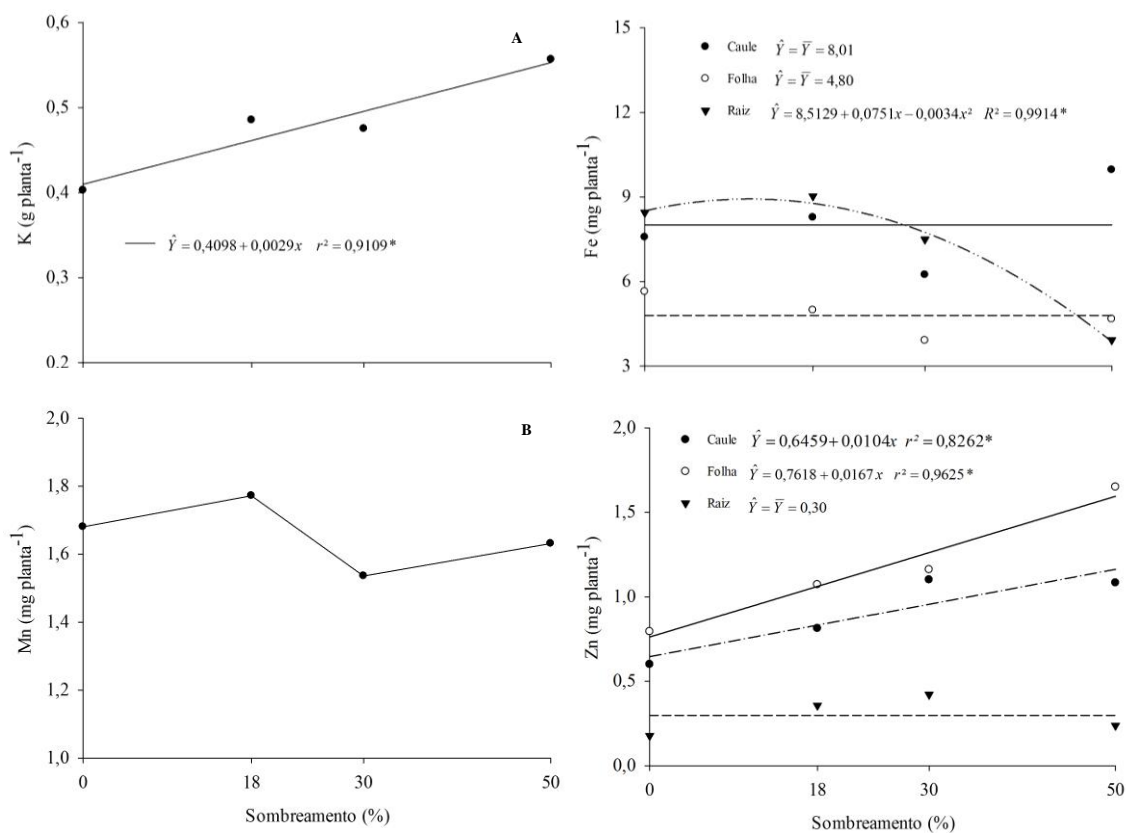 A
K (g planta⁻¹)
0,6
0,5
0,4
0,3
0.2
Ŷ = 0,4098 + 0,0029x r² = 0,9109*
Fe (mg planta⁻¹)
15
12
9
6
3
Caule Ŷ = Y̅ = 8,01
Folha Ŷ = Y̅ = 4,80
Raiz Ŷ = 8,5129 + 0,0751x − 0,0034x² R² = 0,9914*
B
Mn (mg planta⁻¹)
2,0
1,8
1,6
1,4
1,2
1,0
0 18 30 50
Sombreamento (%)
Zn (mg planta⁻¹)
2,0
1,5
1,0
0,5
0,0
Caule Ŷ = 0,6459 + 0,0104x r² = 0,8262*
Folha Ŷ = 0,7618 + 0,0167x r² = 0,9625*
Raiz Ŷ = Y̅ = 0,30
0 18 30 50
Sombreamento (%)